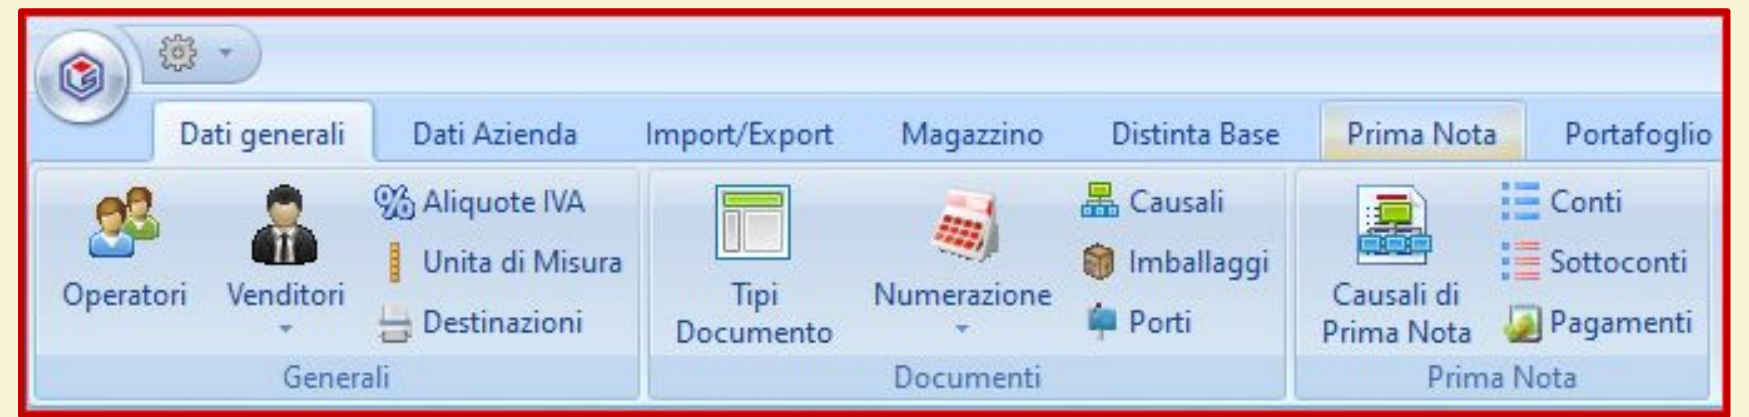 Dati generali Dati Azienda Import/Export Magazzino Distinta Base Prima Nota Portafoglio
Operatori
Venditori
Aliquote IVA
Unita di Misura
Destinazioni
Generali
Tipi
Documento
Numerazione
Causali
Imballaggi
Porti
Documenti
Causali di
Prima Nota
Conti
Sottoconti
Pagamenti
Prima Nota